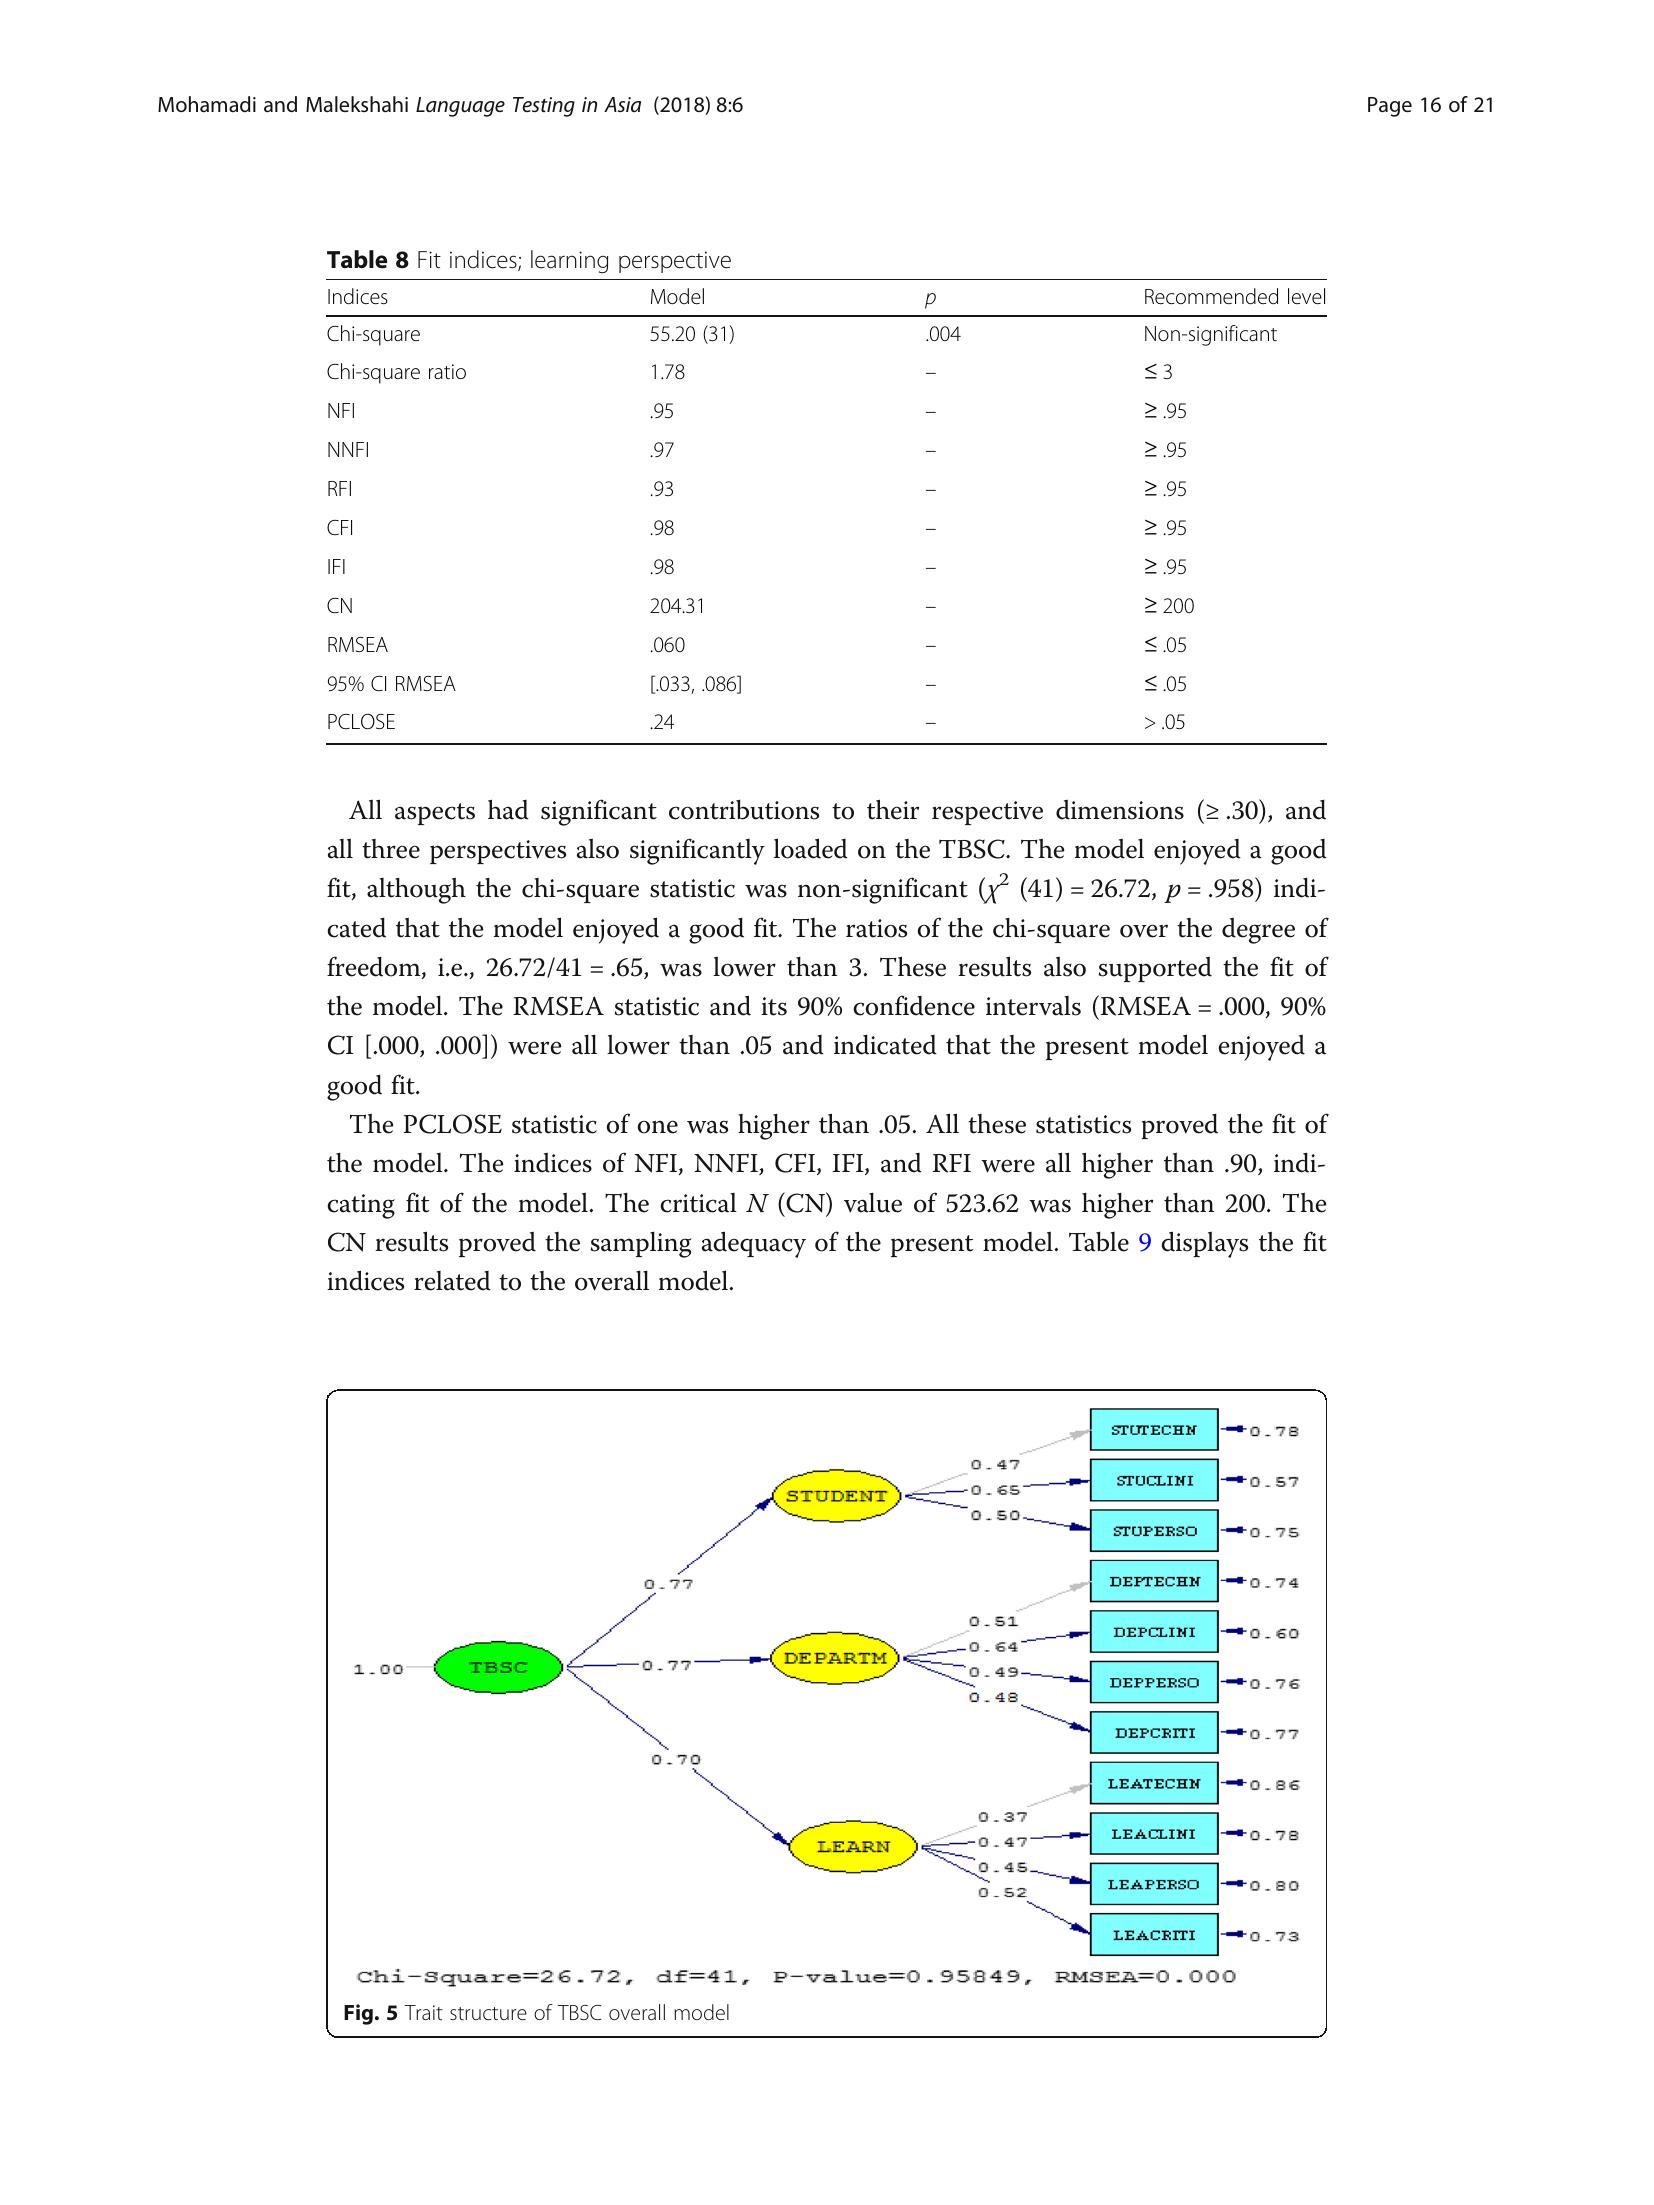 Mohamadi and Malekshahi Language Testing in Asia (2018) 8:6 Page 16 of 21
Table 8 Fit indices; learning perspective
Indices Model p Recommended level
Chi-square 55.20 (31) .004 Non-significant
Chi-square ratio 1.78 – ≤ 3
NFI .95 – ≥ .95
NNFI .97 – ≥ .95
RFI .93 – ≥ .95
CFI .98 – ≥ .95
IFI .98 – ≥ .95
CN 204.31 – ≥ 200
RMSEA .060 – ≤ .05
95% CI RMSEA [.033, .086] – ≤ .05
PCLOSE .24 – > .05
All aspects had significant contributions to their respective dimensions (≥ .30), and
all three perspectives also significantly loaded on the TBSC. The model enjoyed a good
fit, although the chi-square statistic was non-significant (χ² (41) = 26.72, p = .958) indi-
cated that the model enjoyed a good fit. The ratios of the chi-square over the degree of
freedom, i.e., 26.72/41 = .65, was lower than 3. These results also supported the fit of
the model. The RMSEA statistic and its 90% confidence intervals (RMSEA = .000, 90%
CI [.000, .000]) were all lower than .05 and indicated that the present model enjoyed a
good fit.
The PCLOSE statistic of one was higher than .05. All these statistics proved the fit of
the model. The indices of NFI, NNFI, CFI, IFI, and RFI were all higher than .90, indi-
cating fit of the model. The critical N (CN) value of 523.62 was higher than 200. The
CN results proved the sampling adequacy of the present model. Table 9 displays the fit
indices related to the overall model.
STUTECHN 0.78
0.47
STUCLINI 0.57
0.65
STUDENT
0.50
STUPERSO 0.75
DEPTECHN 0.74
0.77
0.51
DEPCLINI 0.60
0.64
DEPARTM
1.00 TBSC 0.77
0.49
DEPPERSO 0.76
0.48
DEPCRITI 0.77
0.70
LEATECHN 0.86
0.37
LEACLINI 0.78
0.47
LEARN
0.45
LEAPERSO 0.80
0.52
LEACRITI 0.73
Chi-Square=26.72, df=41, P-value=0.95849, RMSEA=0.000
Fig. 5 Trait structure of TBSC overall model